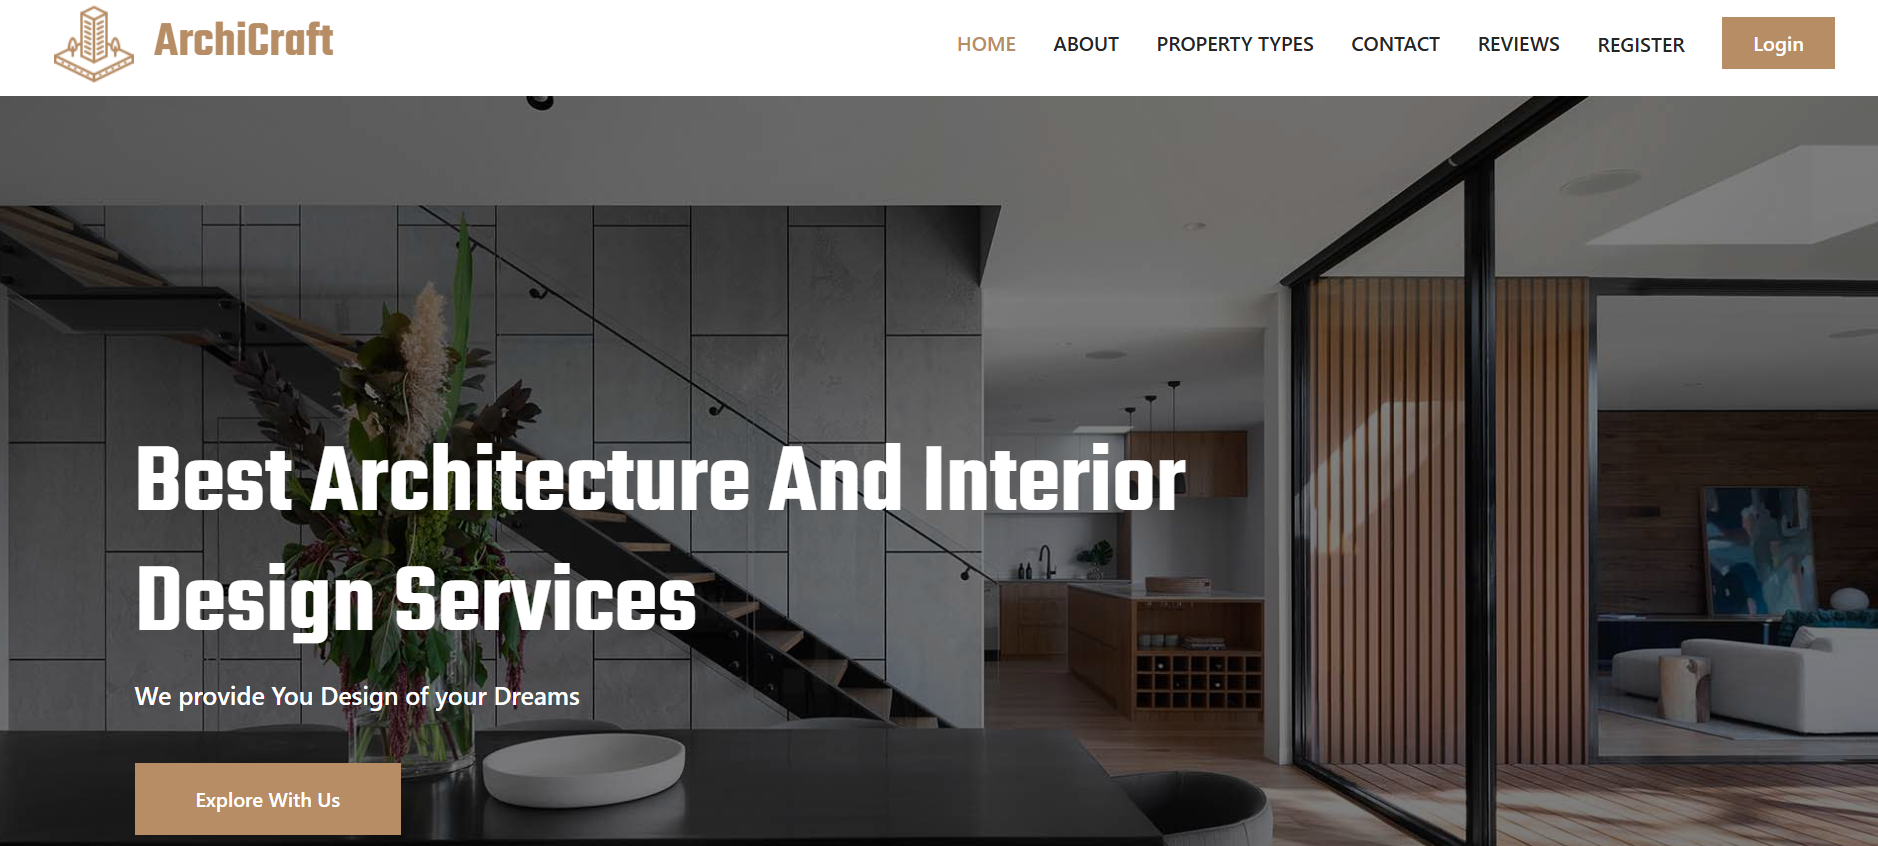 ArchiCraft
HOME
ABOUT
PROPERTY TYPES
CONTACT
REVIEWS
REGISTER
Login
Best Architecture And Interior
Design Services
We provide You Design of your Dreams
Explore With Us